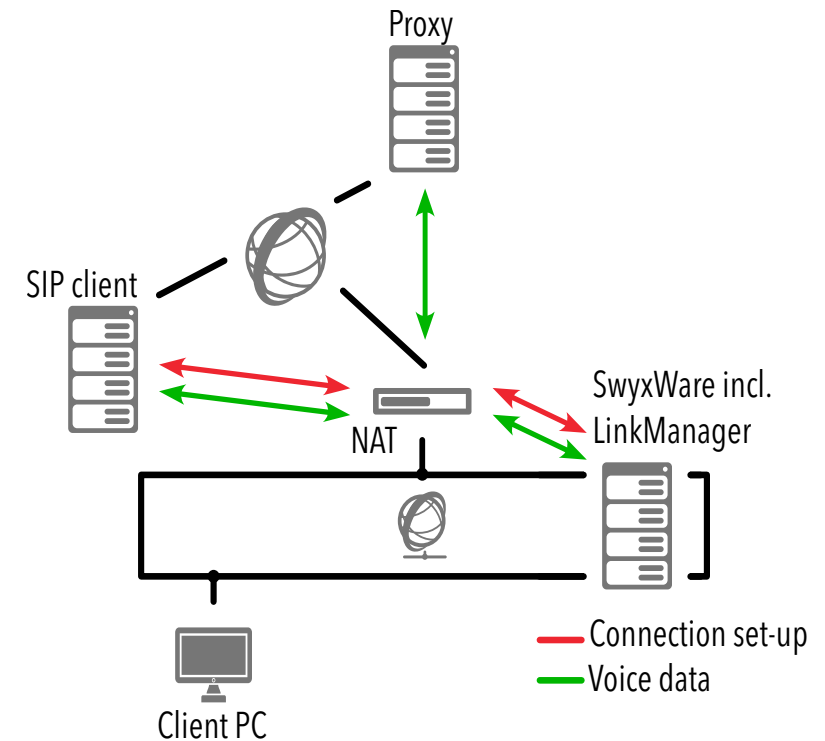 Proxy
SIP client
SwyxWare incl.
LinkManager
NAT
Connection set-up
Voice data
Client PC